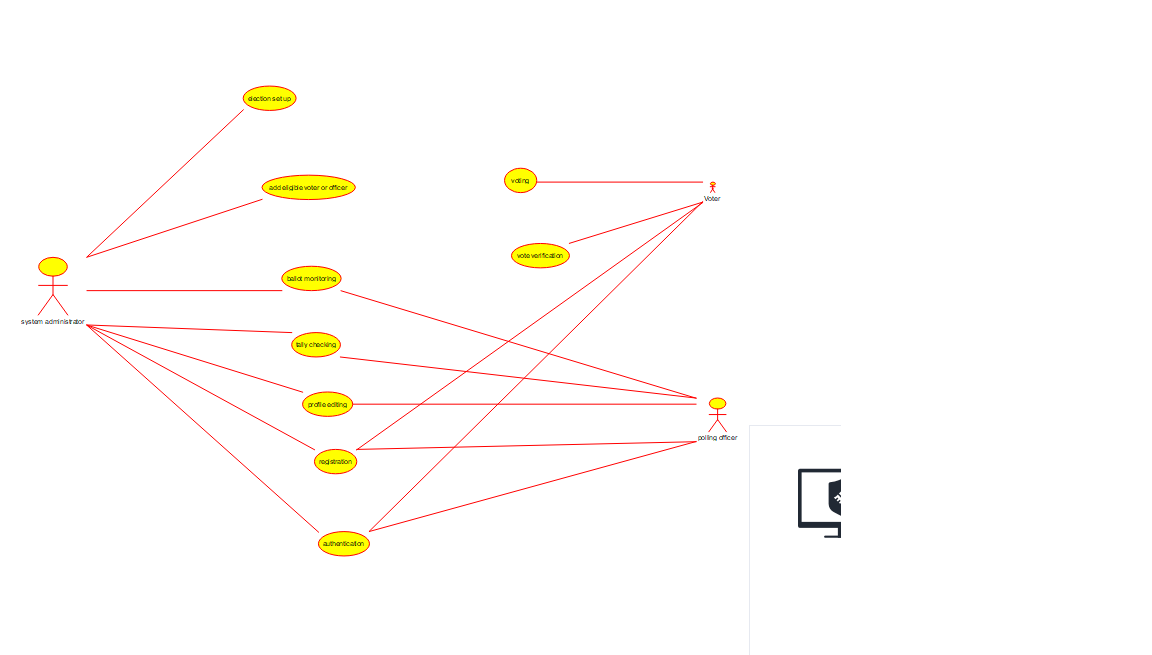 election set up
add eligible voter or officer
voting
Voter
vote verification
ballot monitoring
system administrator
tally checking
profile editing
polling officer
registration
authentication